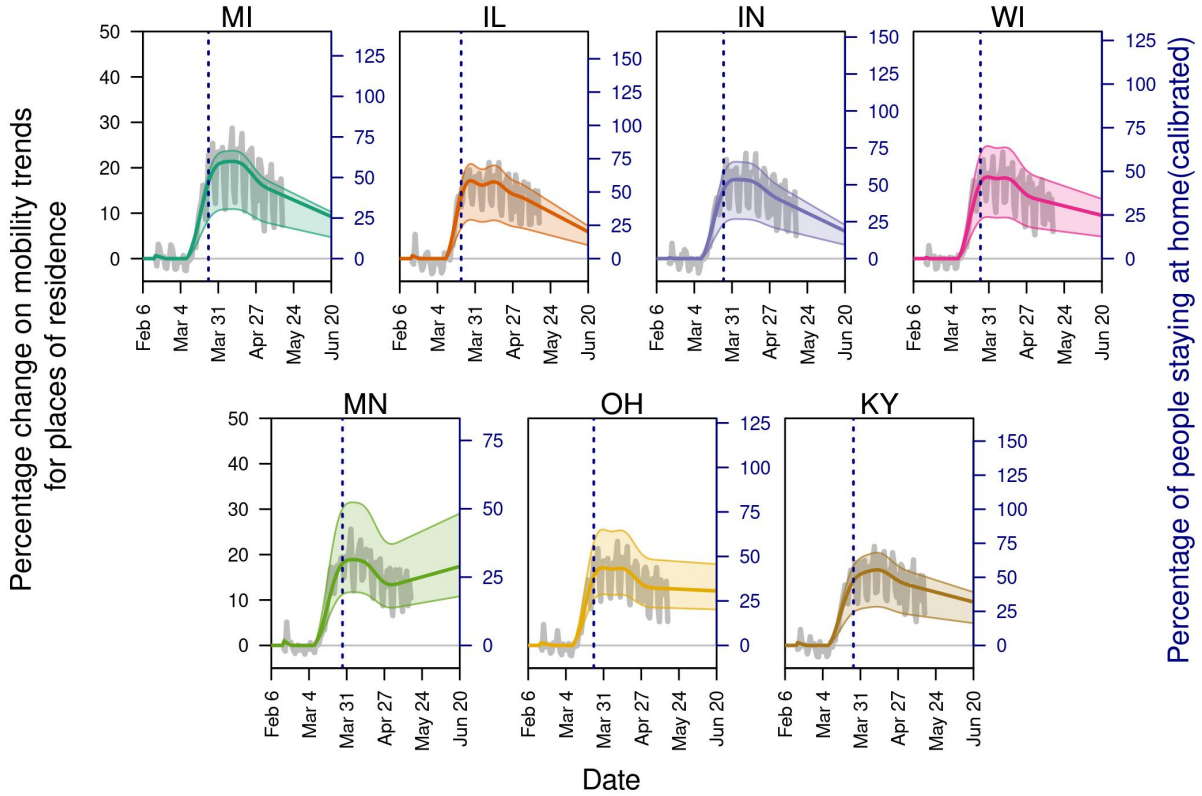 MI
IL
IN
WI
50
40
30
20
10
0
125
100
75
50
25
0
150
125
100
75
50
25
0
150
125
100
75
50
25
0
125
100
75
50
25
0
Feb 6
Mar 4
Mar 31
Apr 27
May 24
Jun 20
Feb 6
Mar 4
Mar 31
Apr 27
May 24
Jun 20
Feb 6
Mar 4
Mar 31
Apr 27
May 24
Jun 20
Feb 6
Mar 4
Mar 31
Apr 27
May 24
Jun 20
Percentage change on mobility trends
for places of residence
Percentage of people staying at home(calibrated)
MN
OH
KY
50
40
30
20
10
0
75
50
25
0
125
100
75
50
25
0
150
125
100
75
50
25
0
Feb 6
Mar 4
Mar 31
Apr 27
May 24
Jun 20
Feb 6
Mar 4
Mar 31
Apr 27
May 24
Jun 20
Feb 6
Mar 4
Mar 31
Apr 27
May 24
Jun 20
Date